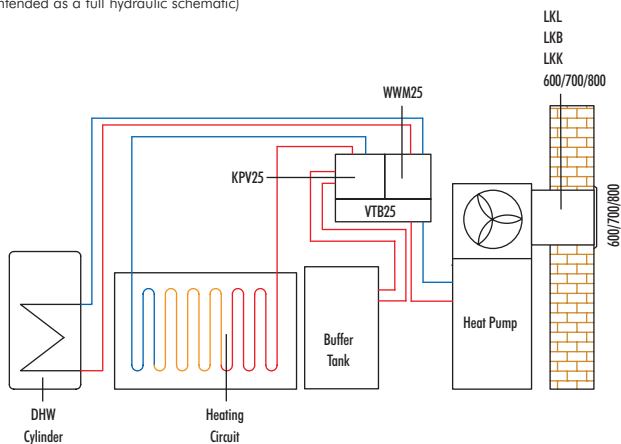 ntended as a full hydraulic schematic)
LKL
LKB
LKK
600/700/800
WWM25
KPV25
VTB25
600/700/800
Heat Pump
Buffer
Tank
DHW
Cylinder
Heating
Circuit